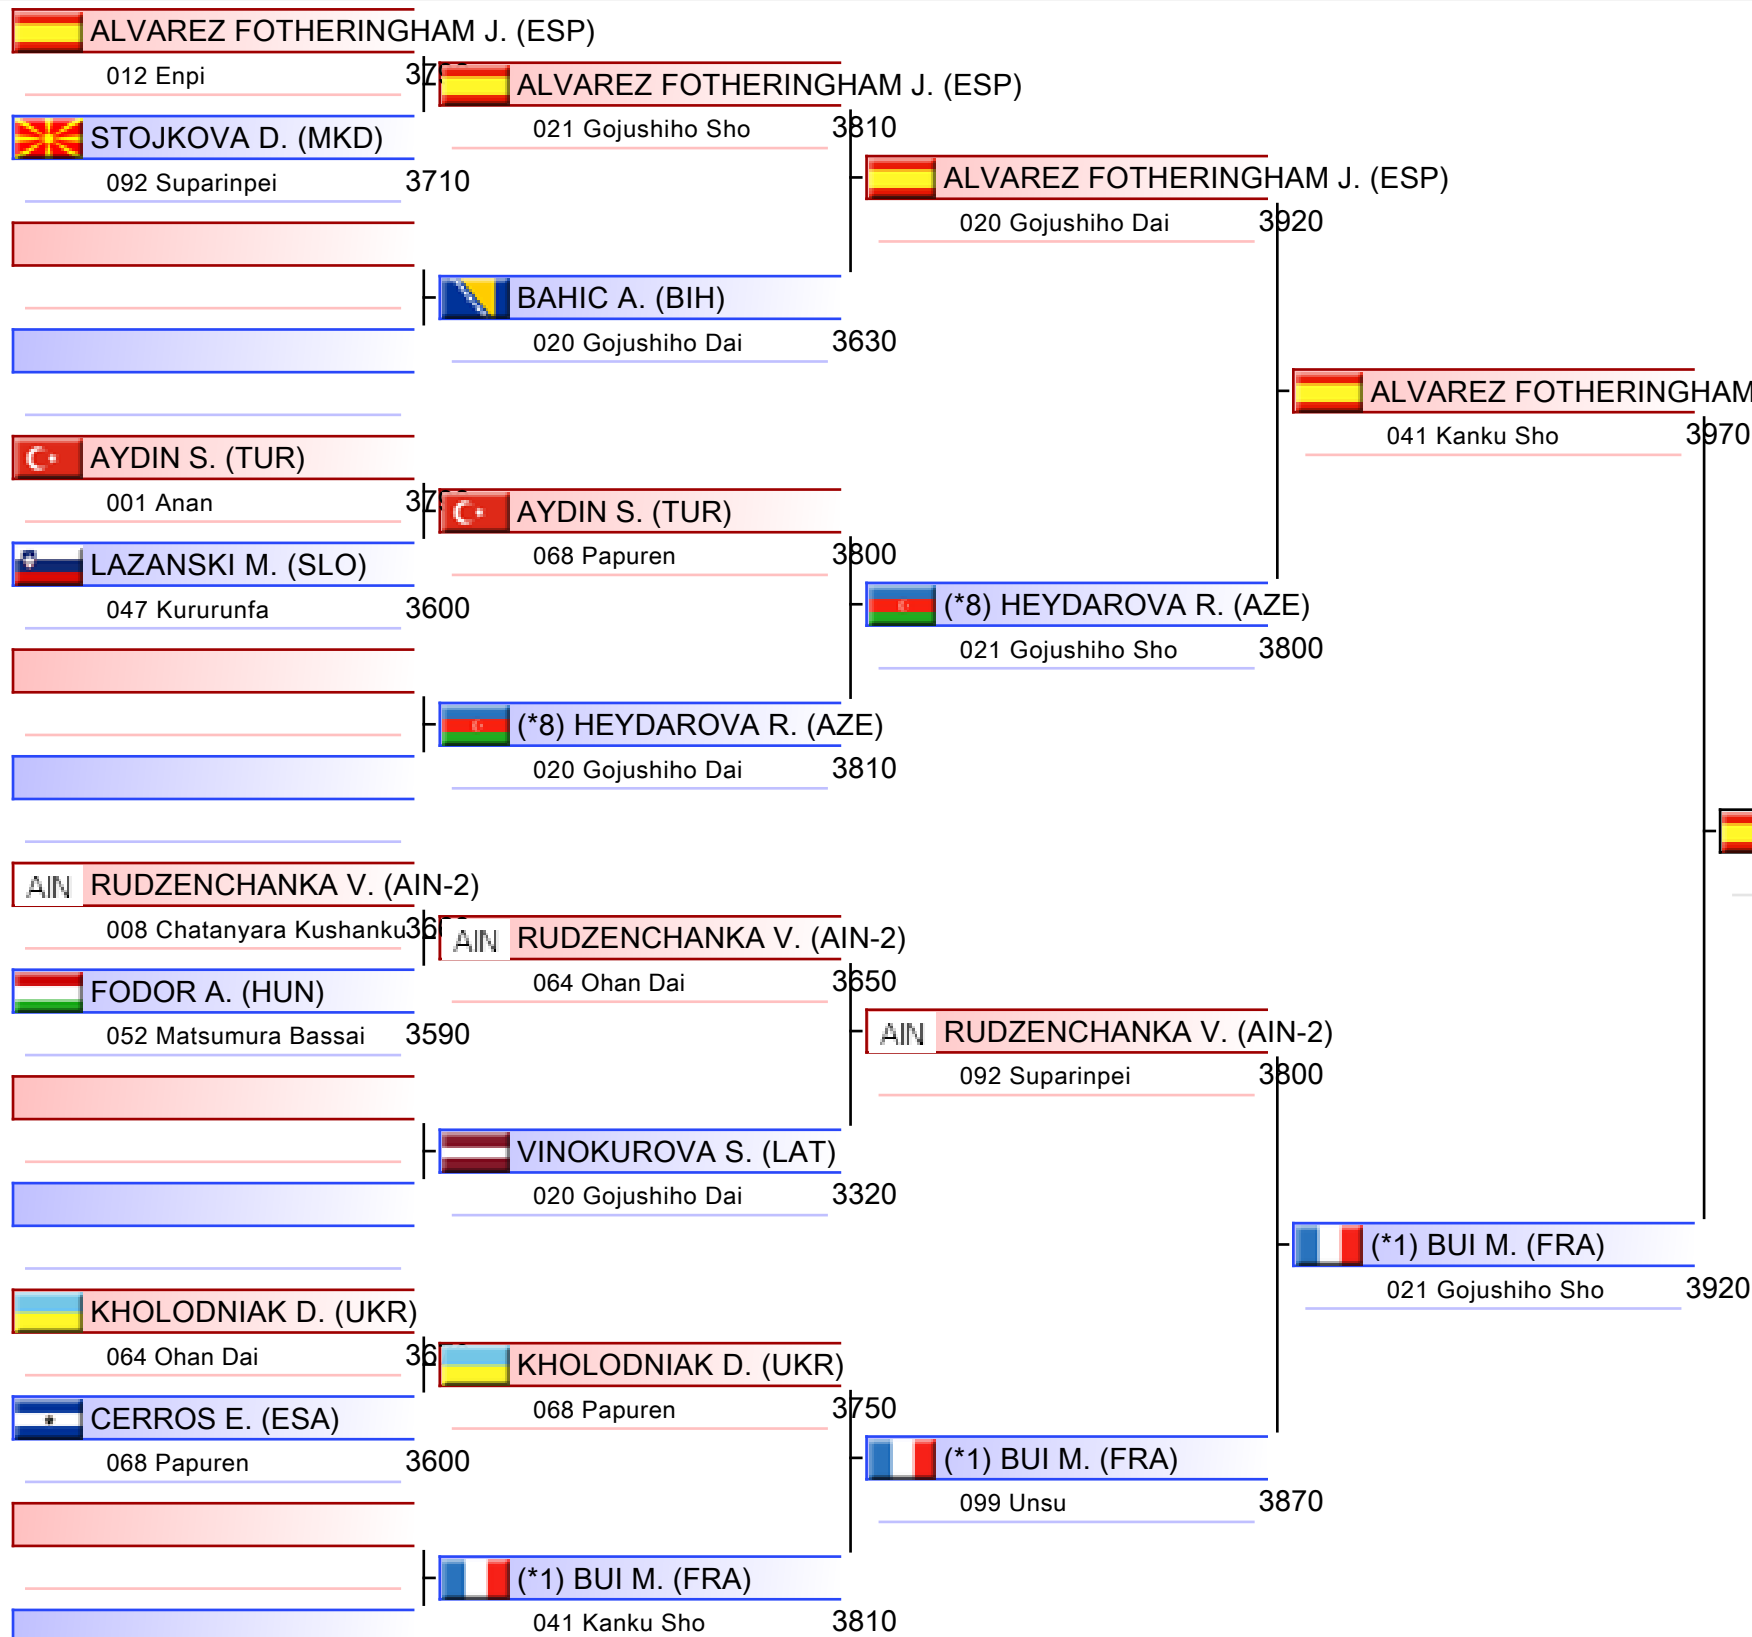 ALVAREZ FOTHERINGHAM J. (ESP)
012 Enpi
STOJKOVA D. (MKD)
092 Suparinpei 3710
AYDIN S. (TUR)
001 Anan
LAZANSKI M. (SLO)
047 Kururunfa 3600
AIN RUDZENCHANKA V. (AIN-2)
008 Chatanyara Kushanku
FODOR A. (HUN)
052 Matsumura Bassai 3590
KHOLODNIAK D. (UKR)
064 Ohan Dai
CERROS E. (ESA)
068 Papuren 3600
ALVAREZ FOTHERINGHAM J. (ESP)
021 Gojushiho Sho 3810
BAHIC A. (BIH)
020 Gojushiho Dai 3630
AYDIN S. (TUR)
068 Papuren 3800
(*8) HEYDAROVA R. (AZE)
020 Gojushiho Dai 3810
AIN RUDZENCHANKA V. (AIN-2)
064 Ohan Dai 3650
VINOKUROVA S. (LAT)
020 Gojushiho Dai 3320
KHOLODNIAK D. (UKR)
068 Papuren 3750
(*1) BUI M. (FRA)
041 Kanku Sho 3810
ALVAREZ FOTHERINGHAM J. (ESP)
020 Gojushiho Dai 3920
(*8) HEYDAROVA R. (AZE)
021 Gojushiho Sho 3800
AIN RUDZENCHANKA V. (AIN-2)
092 Suparinpei 3800
(*1) BUI M. (FRA)
099 Unsu 3870
ALVAREZ FOTHERINGHAM
041 Kanku Sho 3970
(*1) BUI M. (FRA)
021 Gojushiho Sho 3920